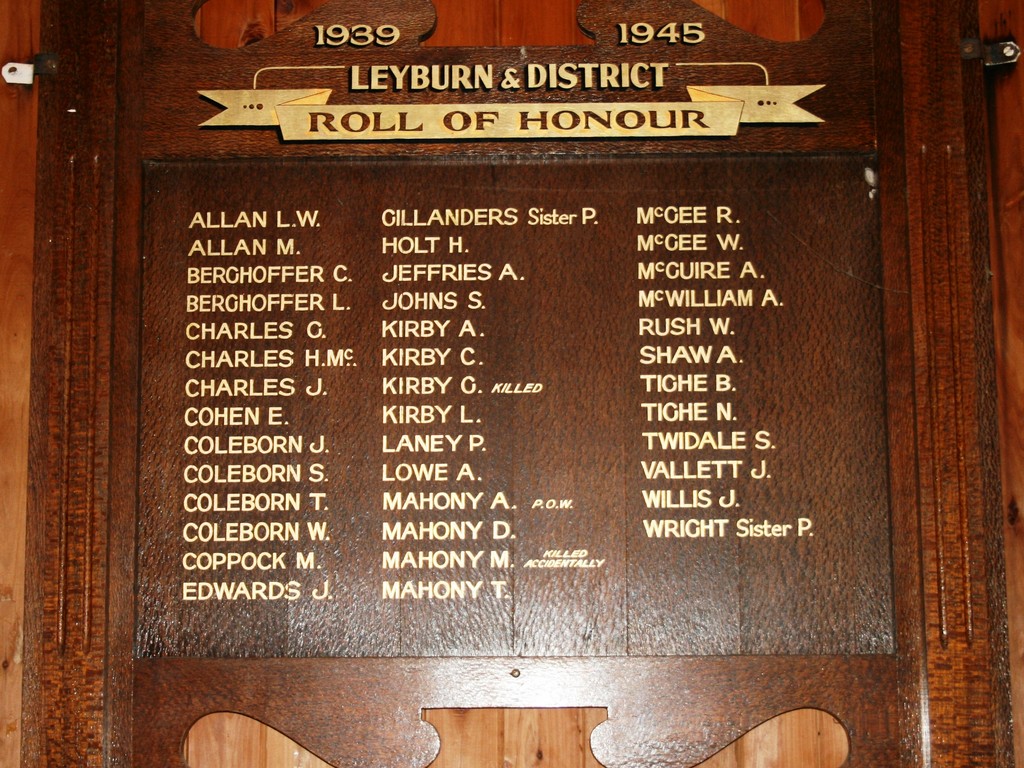 1939 1945
LEYBURN & DISTRICT
ROLL OF HONOUR
ALLAN L.W.
ALLAN M.
BERGHOFFER C.
BERGHOFFER L.
CHARLES G.
CHARLES H.Mc.
CHARLES J.
COHEN E.
COLEBORN J.
COLEBORN S.
COLEBORN T.
COLEBORN W.
COPPOCK M.
EDWARDS J.
GILLANDERS Sister P.
HOLT H.
JEFFRIES A.
JOHNS S.
KIRBY A.
KIRBY C.
KIRBY G. KILLED
KIRBY L.
LANEY P.
LOWE A.
MAHONY A. P.O.W.
MAHONY D.
MAHONY M. KILLED ACCIDENTALLY
MAHONY T.
McGEE R.
McGEE W.
McGUIRE A.
McWILLIAM A.
RUSH W.
SHAW A.
TIGHE B.
TIGHE N.
TWIDALE S.
VALLETT J.
WILLIS J.
WRIGHT Sister P.